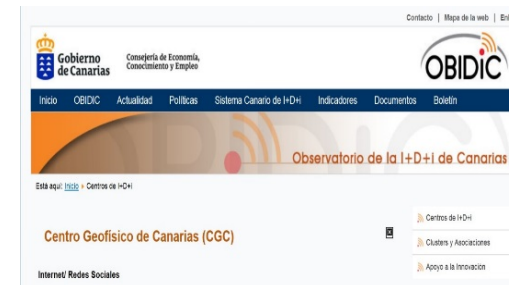 Contacto | Mapa de la web | Enl
Gobierno
de Canarias
Consejería de Economía,
Conocimiento y Empleo
OBIDIC
Inicio OBIDIC Actualidad Políticas Sistema Canario de I+D+i Indicadores Documentos Boletín
Observatorio de la I+D+i de Canarias
Está aquí: Inicio » Centros de I+D+I
Centros de I+D+I
Centro Geofísico de Canarias (CGC)
Clusters y Asociaciones
Apoyo a la Innovación
Internet/ Redes Sociales